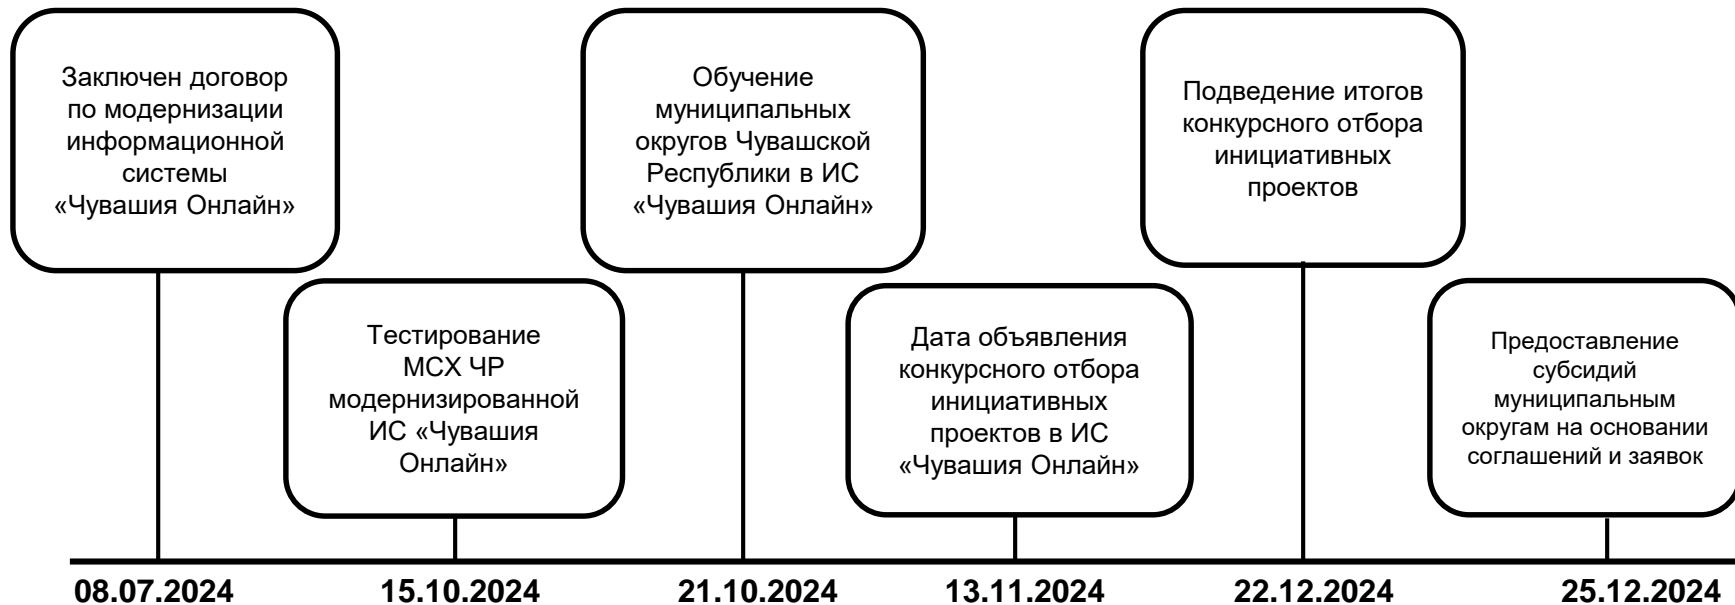 Заключен договор
по модернизации
информационной
системы
«Чувашия Онлайн»
Тестирование
МСХ ЧР
модернизированной
ИС «Чувашия
Онлайн»
Обучение
муниципальных
округов Чувашской
Республики в ИС
«Чувашия Онлайн»
Дата объявления
конкурсного отбора
инициативных
проектов в ИС
«Чувашия Онлайн»
Подведение итогов
конкурсного отбора
инициативных
проектов
Предоставление
субсидий
муниципальным
округам на основании
соглашений и заявок
08.07.2024
15.10.2024
21.10.2024
13.11.2024
22.12.2024
25.12.2024